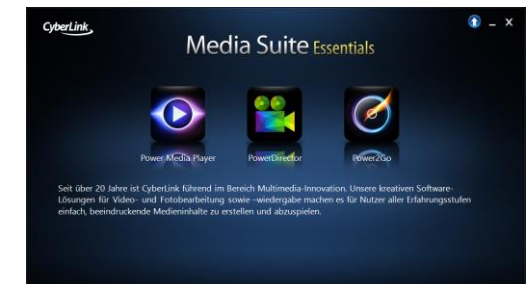 CyberLink
Media Suite Essentials
Power Media Player PowerDirector Power2Go
Seit über 20 Jahre ist CyberLink führend im Bereich Multimedia-Innovation. Unsere kreativen Software-
Lösungen für Video- und Fotobearbeitung sowie –wiedergabe machen es für Nutzer aller Erfahrungsstufen
einfach, beeindruckende Medieninhalte zu erstellen und abzuspielen.